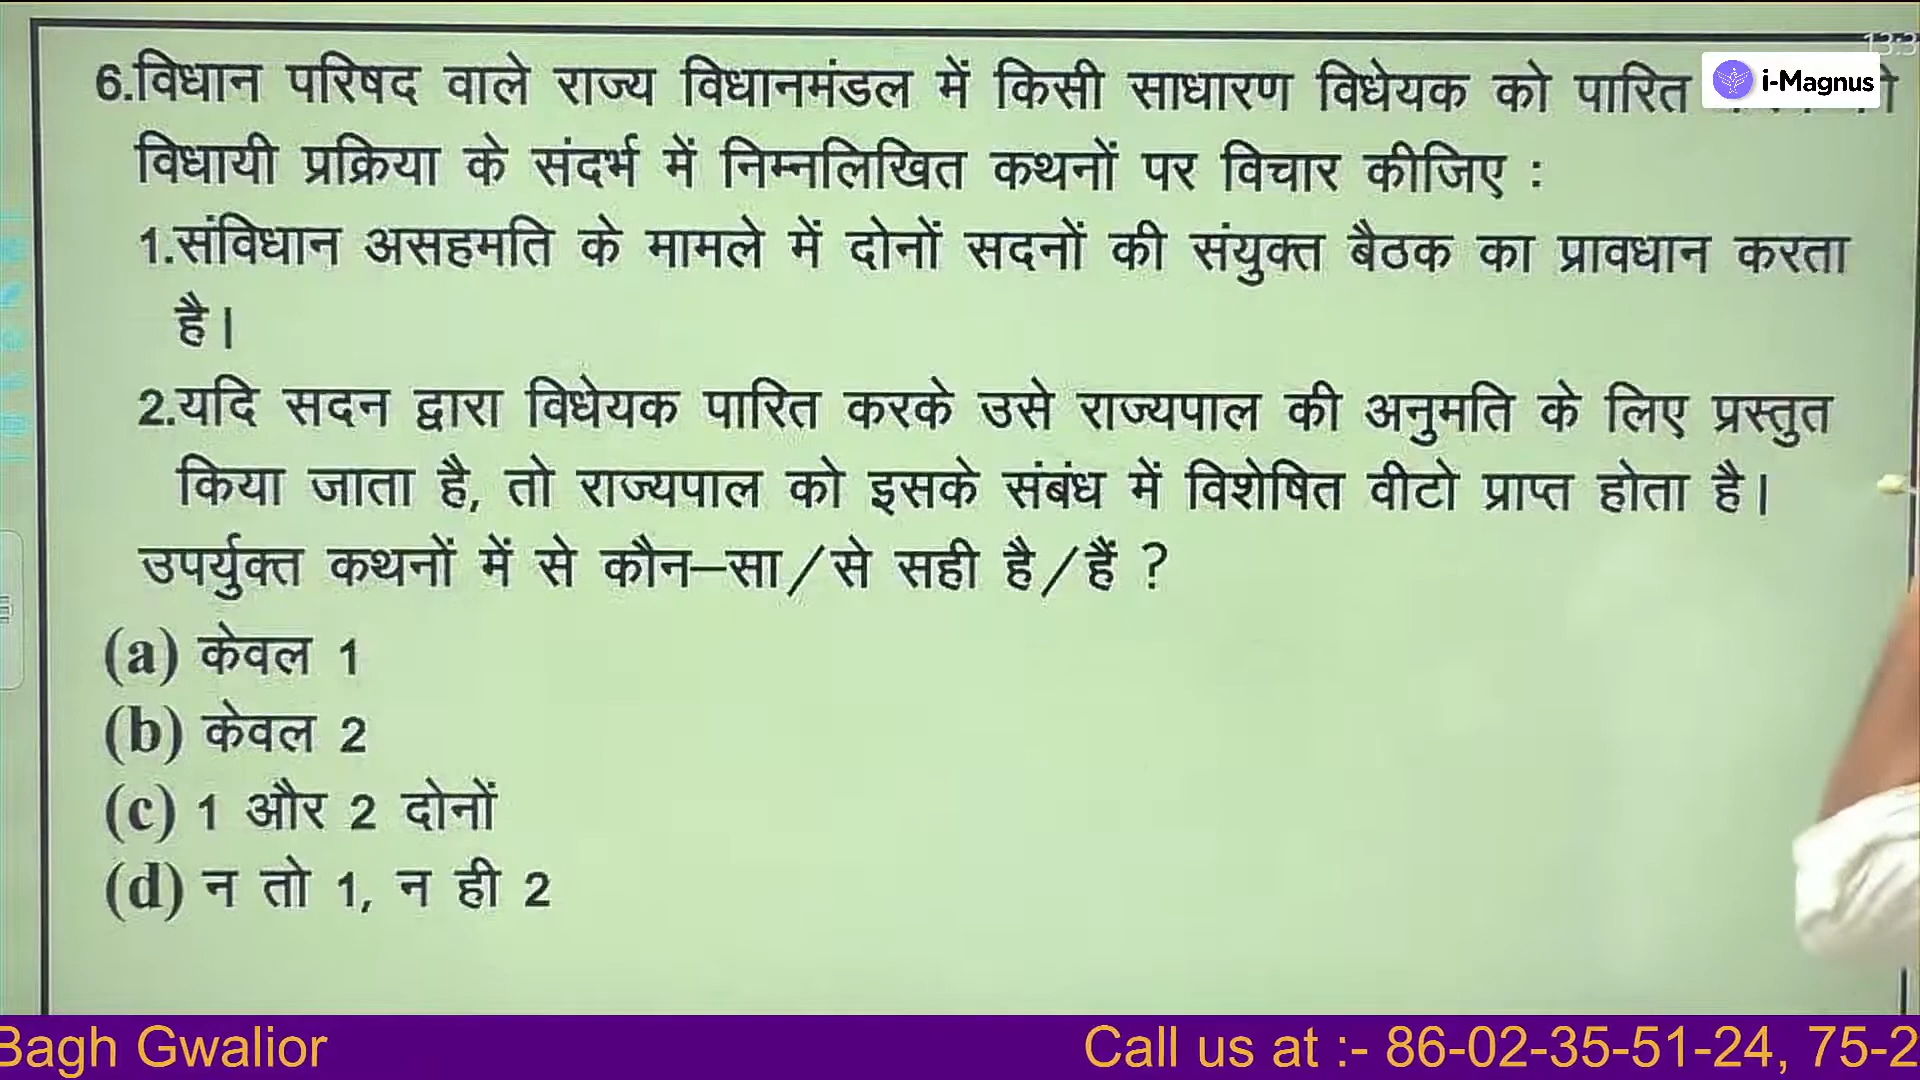 13:3
i-Magnus
6.विधान परिषद वाले राज्य विधानमंडल में किसी साधारण विधेयक को पारित
विधायी प्रक्रिया के संदर्भ में निम्नलिखित कथनों पर विचार कीजिए :
1.संविधान असहमति के मामले में दोनों सदनों की संयुक्त बैठक का प्रावधान करता
है।
2.यदि सदन द्वारा विधेयक पारित करके उसे राज्यपाल की अनुमति के लिए प्रस्तुत
किया जाता है, तो राज्यपाल को इसके संबंध में विशेषित वीटो प्राप्त होता है।
उपर्युक्त कथनों में से कौन–सा/से सही है/हैं ?
(a) केवल 1
(b) केवल 2
(c) 1 और 2 दोनों
(d) न तो 1, न ही 2
Bagh Gwalior
Call us at :- 86-02-35-51-24, 75-2